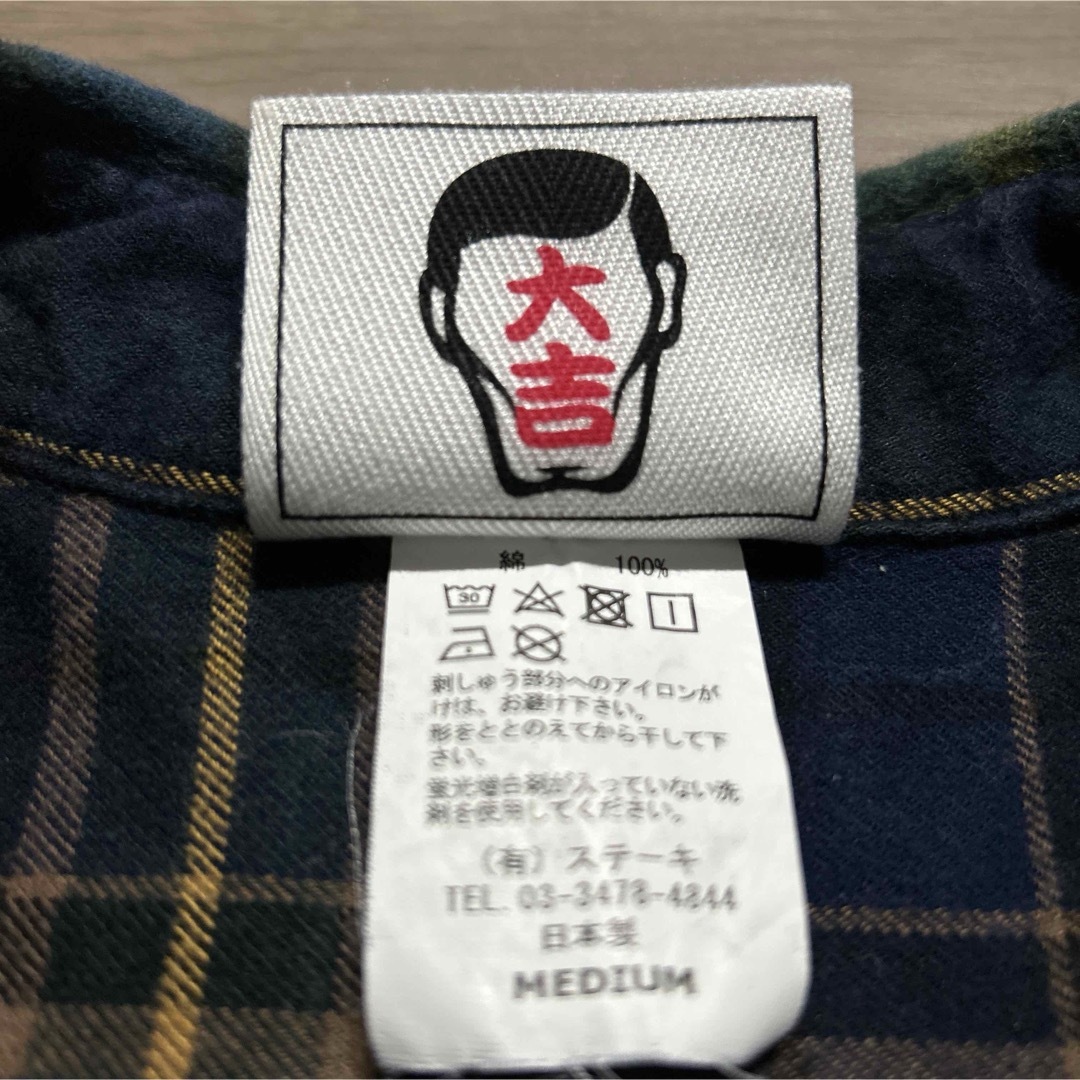 大
吉
綿 100%
30
刺しゅう部分へのアイロンが
けは、お避け下さい。
形をととのえてから干して下
さい。
蛍光増白剤が入っていない洗
剤を使用してください。
(有) ステーキ
TEL. 03-3478-4844
日本製
MEDIUM